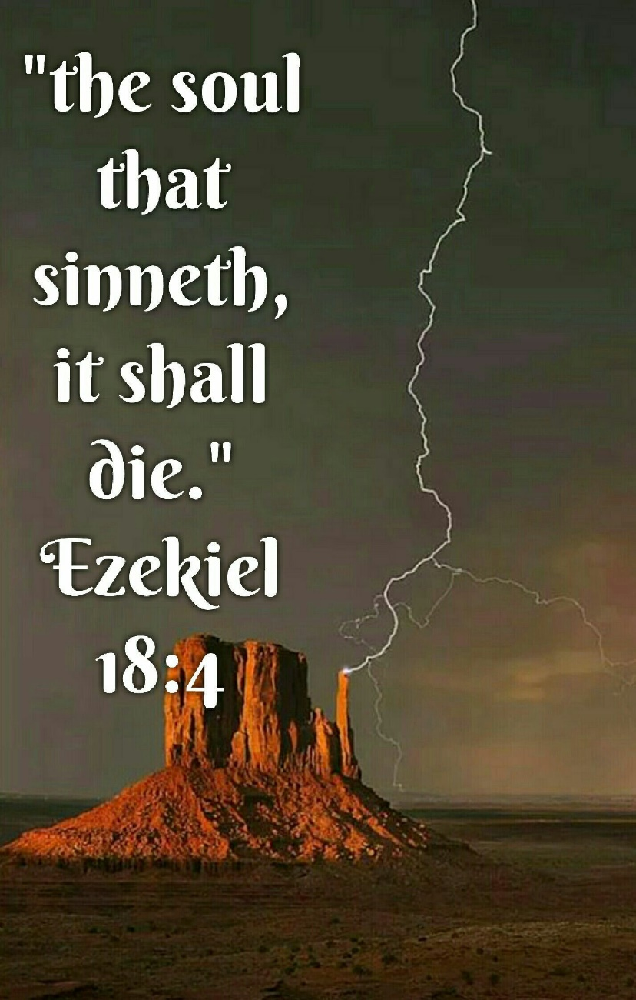 "the soul
that
sinneth,
it shall
die."
Ezekiel
18:4